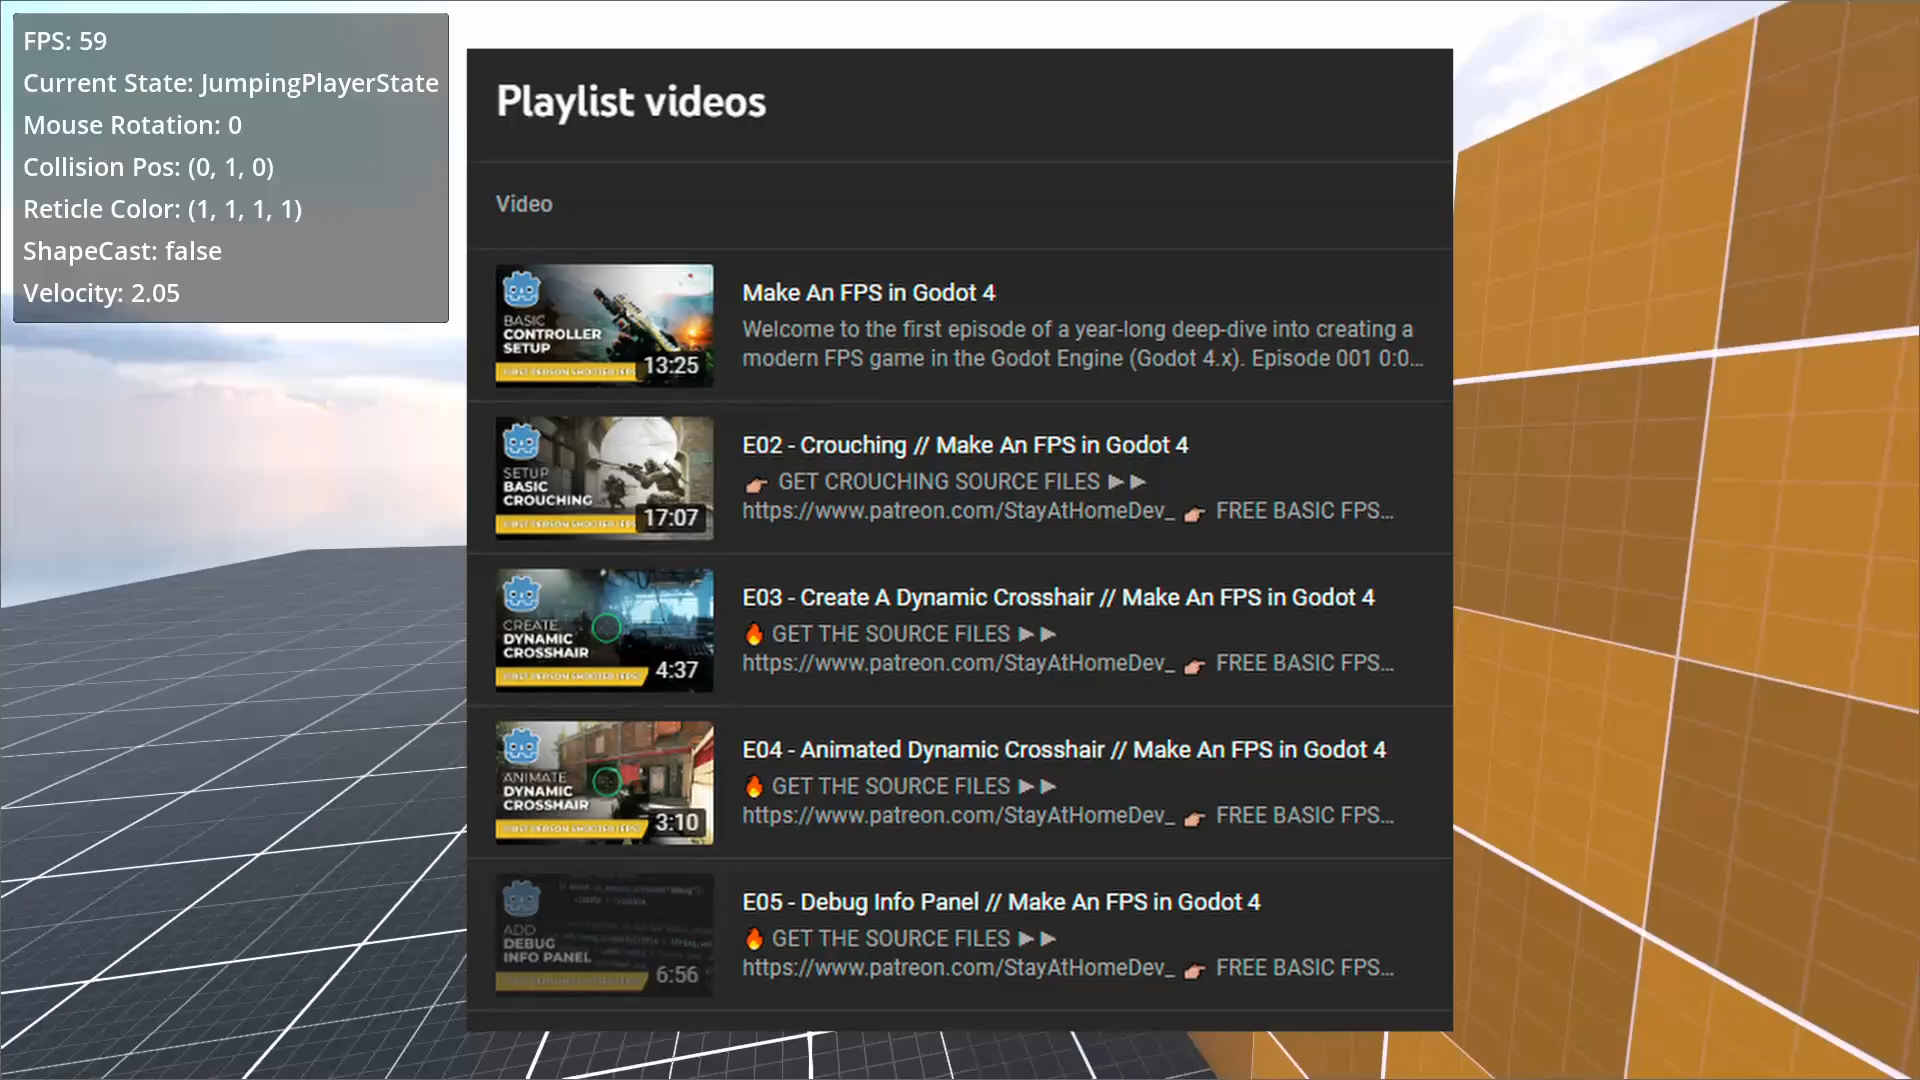 FPS: 59
Current State: JumpingPlayerState
Mouse Rotation: 0
Collision Pos: (0, 1, 0)
Reticle Color: (1, 1, 1, 1)
ShapeCast: false
Velocity: 2.05
Playlist videos
Video
BASIC
CONTROLLER
SETUP
13:25
Make An FPS in Godot 4
Welcome to the first episode of a year-long deep-dive into creating a
modern FPS game in the Godot Engine (Godot 4.x). Episode 001 0:0...
SETUP
BASIC
CROUCHING
17:07
E02 - Crouching // Make An FPS in Godot 4
👉 GET CROUCHING SOURCE FILES ▶▶
https://www.patreon.com/StayAtHomeDev_ 👉 FREE BASIC FPS...
CREATE
DYNAMIC
CROSSHAIR
4:37
E03 - Create A Dynamic Crosshair // Make An FPS in Godot 4
🔥 GET THE SOURCE FILES ▶▶
https://www.patreon.com/StayAtHomeDev_ 👉 FREE BASIC FPS...
ANIMATE
DYNAMIC
CROSSHAIR
3:10
E04 - Animated Dynamic Crosshair // Make An FPS in Godot 4
🔥 GET THE SOURCE FILES ▶▶
https://www.patreon.com/StayAtHomeDev_ 👉 FREE BASIC FPS...
ADD
DEBUG
INFO PANEL
6:56
E05 - Debug Info Panel // Make An FPS in Godot 4
🔥 GET THE SOURCE FILES ▶▶
https://www.patreon.com/StayAtHomeDev_ 👉 FREE BASIC FPS...